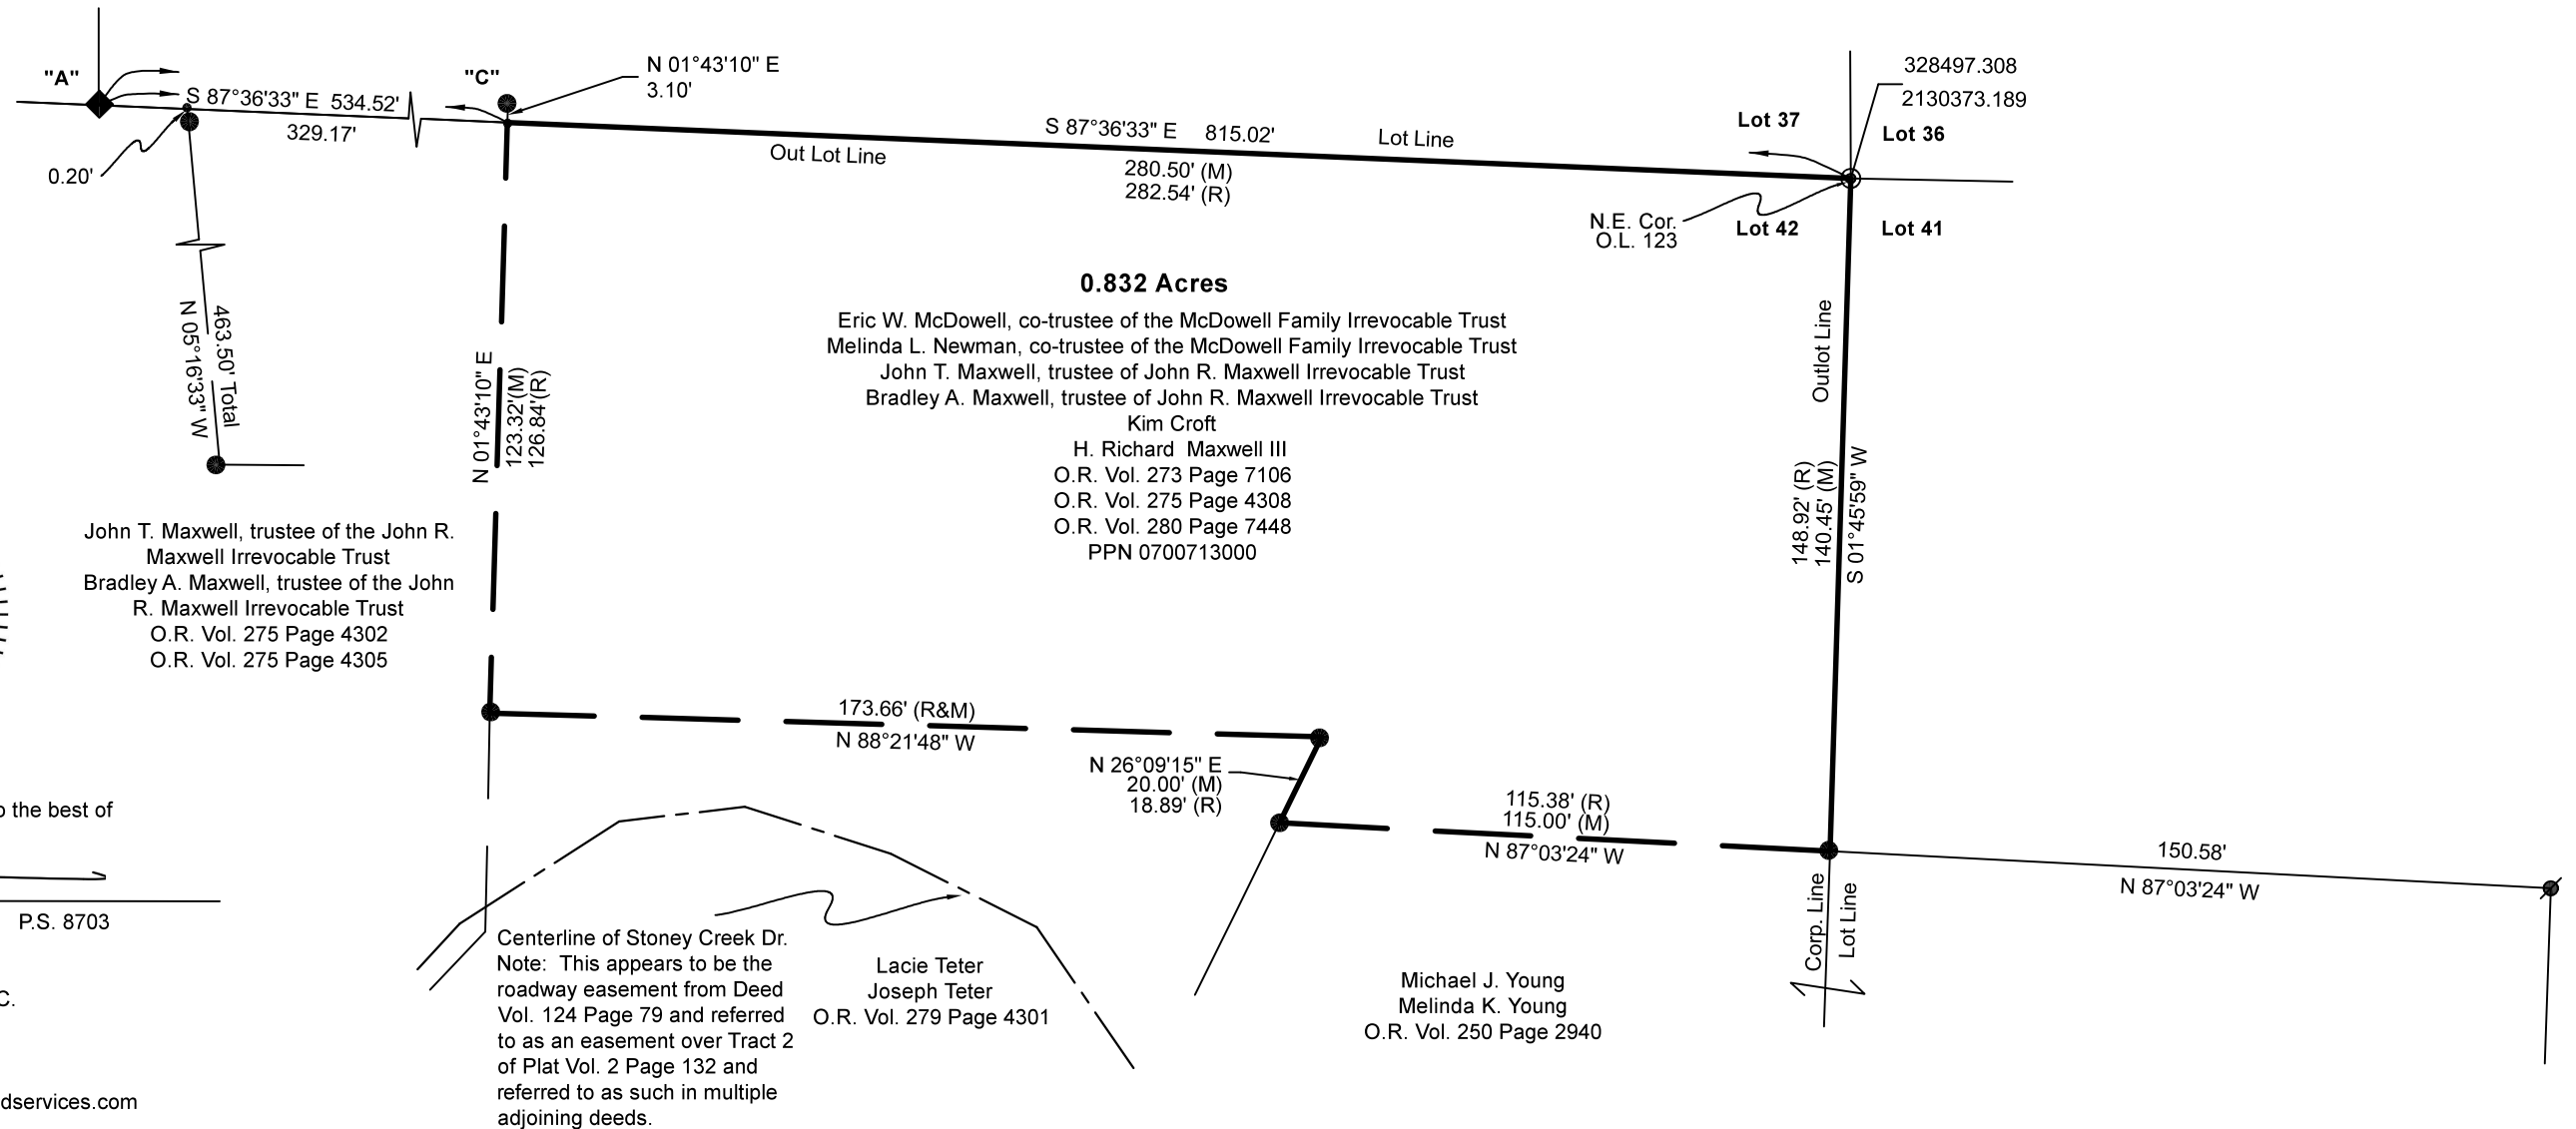 "A"
S 87°36'33" E 534.52'
329.17'
0.20'
"C"
N 01°43'10" E
3.10'
S 87°36'33" E 815.02' Lot Line
Out Lot Line
280.50' (M)
282.54' (R)
328497.308
2130373.189
Lot 37
Lot 36
N.E. Cor.
O.L. 123
Lot 42
Lot 41
463.50' Total
N 05°16'33" W
N 01°43'10" E
123.32'(M)
126.84'(R)
0.832 Acres
Eric W. McDowell, co-trustee of the McDowell Family Irrevocable Trust
Melinda L. Newman, co-trustee of the McDowell Family Irrevocable Trust
John T. Maxwell, trustee of John R. Maxwell Irrevocable Trust
Bradley A. Maxwell, trustee of John R. Maxwell Irrevocable Trust
Kim Croft
H. Richard Maxwell III
O.R. Vol. 273 Page 7106
O.R. Vol. 275 Page 4308
O.R. Vol. 280 Page 7448
PPN 0700713000
Outlot Line
148.92' (R)
140.45' (M)
S 01°45'59" W
John T. Maxwell, trustee of the John R.
Maxwell Irrevocable Trust
Bradley A. Maxwell, trustee of the John
R. Maxwell Irrevocable Trust
O.R. Vol. 275 Page 4302
O.R. Vol. 275 Page 4305
173.66' (R&M)
N 88°21'48" W
N 26°09'15" E
20.00' (M)
18.89' (R)
115.38' (R)
115.00' (M)
N 87°03'24" W
150.58'
N 87°03'24" W
Corp. Line
Lot Line
o the best of
P.S. 8703
C.
dservices.com
Centerline of Stoney Creek Dr.
Note: This appears to be the
roadway easement from Deed
Vol. 124 Page 79 and referred
to as an easement over Tract 2
of Plat Vol. 2 Page 132 and
referred to as such in multiple
adjoining deeds.
Lacie Teter
Joseph Teter
O.R. Vol. 279 Page 4301
Michael J. Young
Melinda K. Young
O.R. Vol. 250 Page 2940